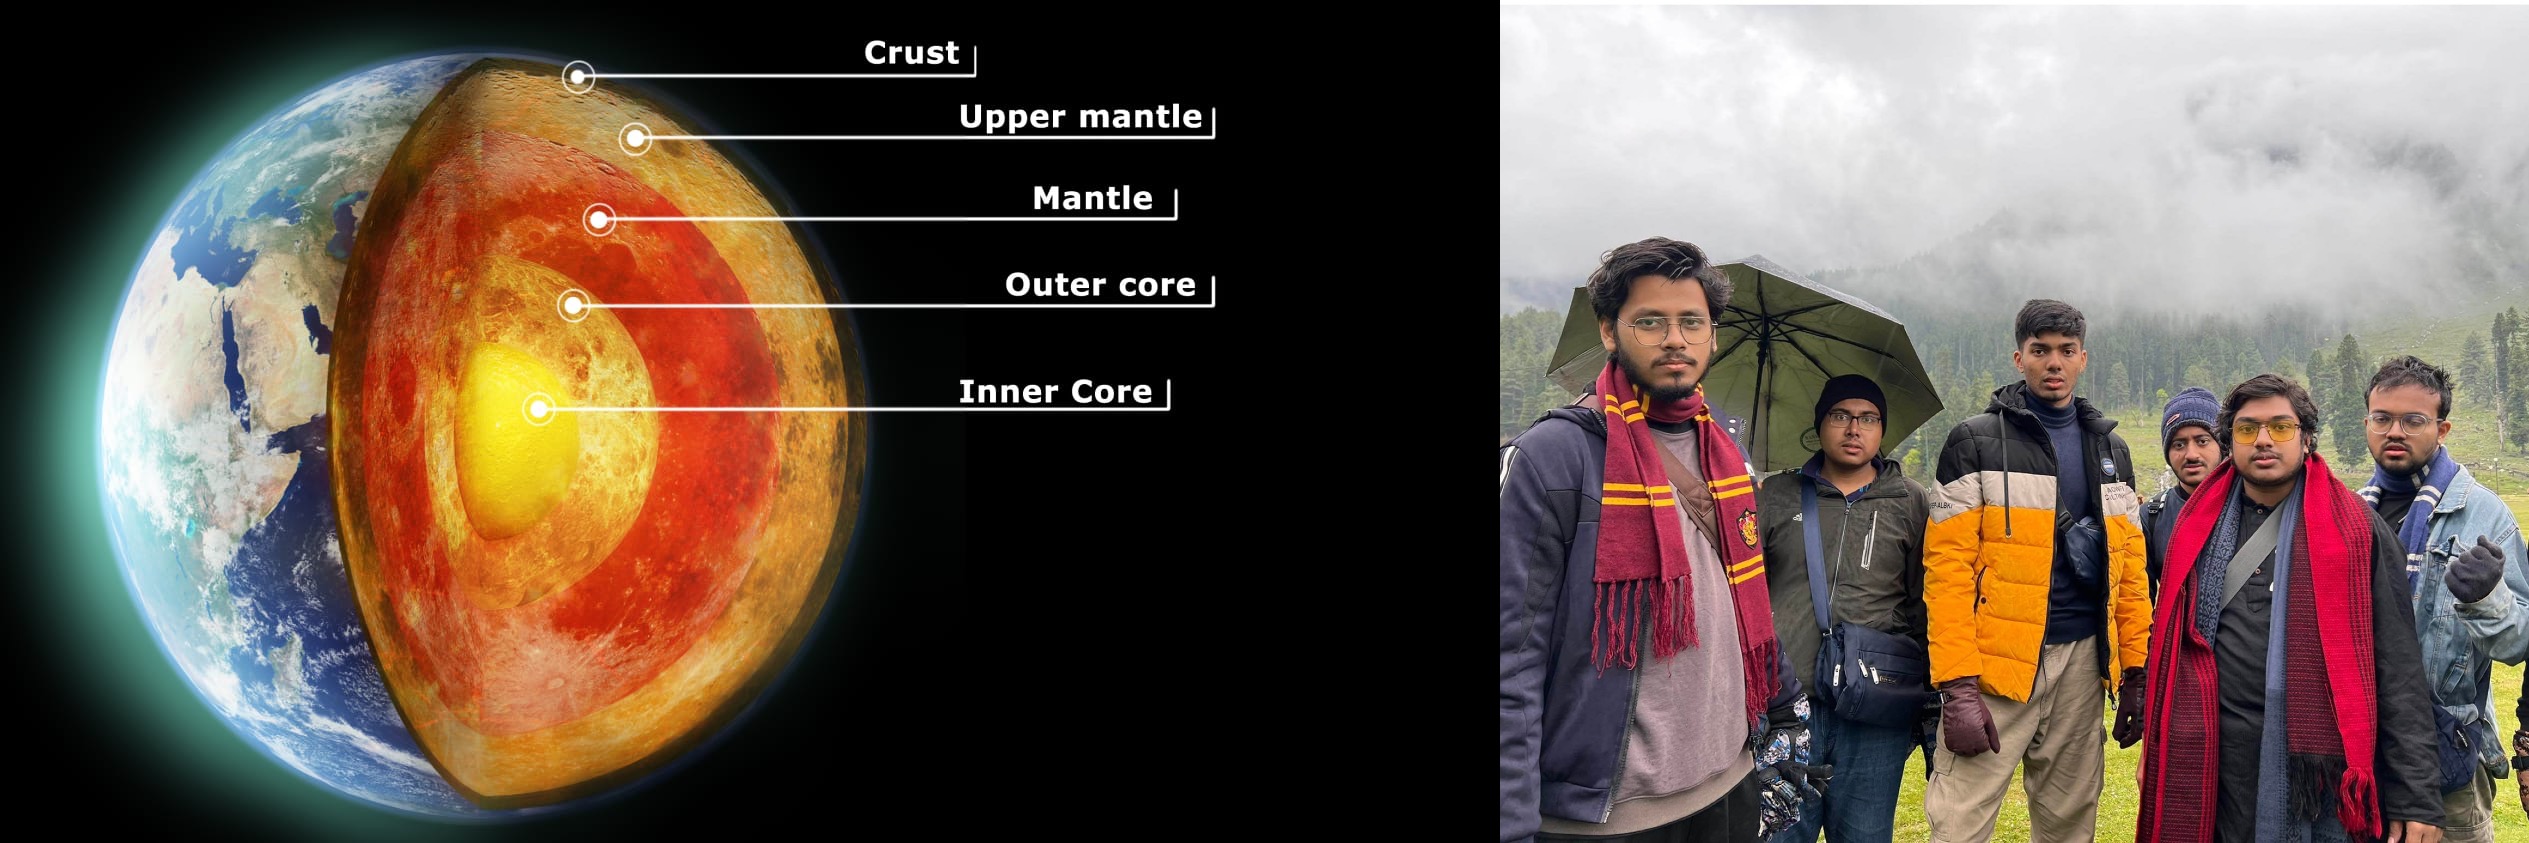 Crust
Upper mantle
Mantle
Outer core
Inner Core